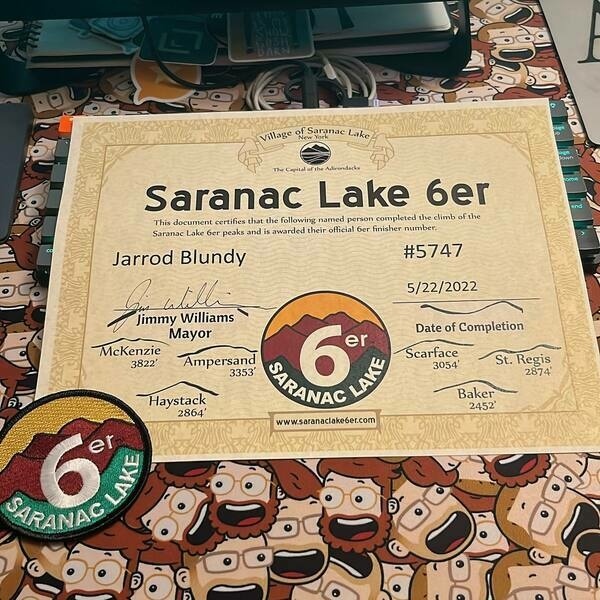 Village of Saranac Lake
New York
The Capital of the Adirondacks
Saranac Lake 6er
This document certifies that the following named person completed the climb of the
Saranac Lake 6er peaks and is awarded their official 6er finisher number.
Jarrod Blundy
#5747
Jimmy Williams
Mayor
5/22/2022
Date of Completion
McKenzie
3822'
Ampersand
3353'
Haystack
2864'
6er
SARANAC LAKE
Scarface
3054'
St. Regis
2874'
Baker
2452'
www.saranaclake6er.com
6er
SARANAC LAKE